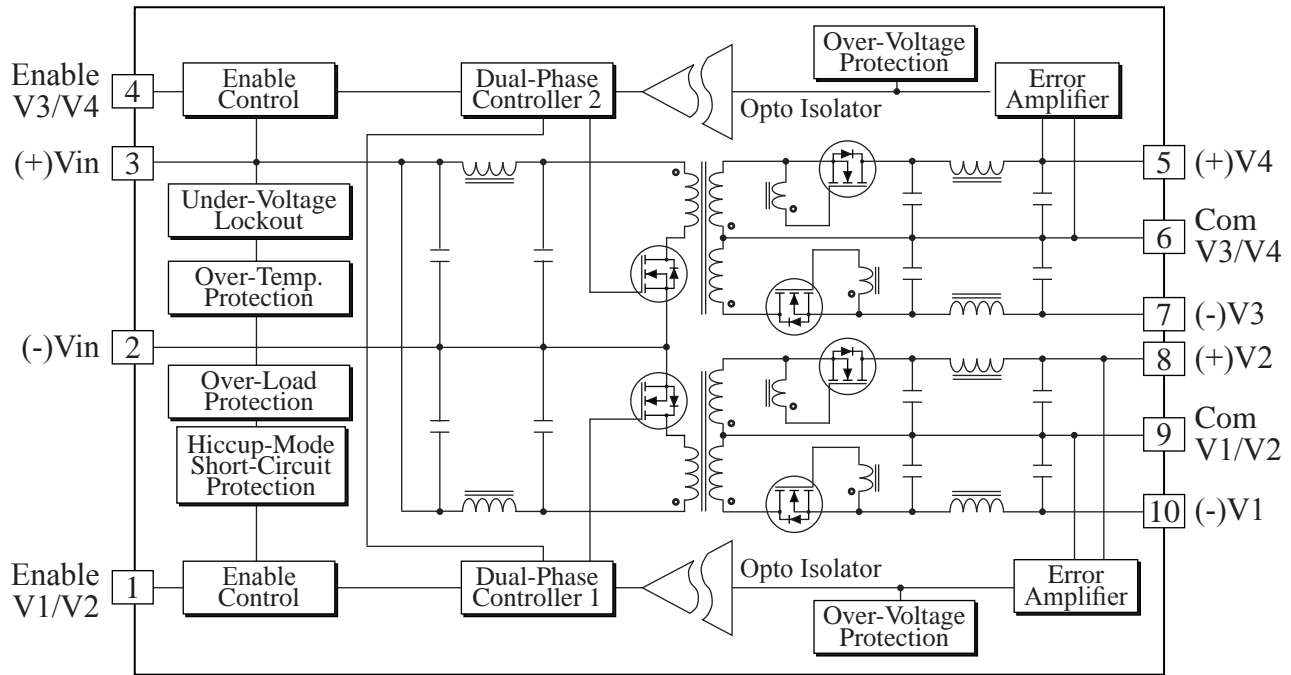 Over-Voltage
Protection
Enable
V3/V4
4
Enable
Control
Dual-Phase
Controller 2
Opto Isolator
Error
Amplifier
(+)Vin
3
5
(+)V4
Under-Voltage
Lockout
6
Com
V3/V4
Over-Temp.
Protection
7
(-)V3
(-)Vin
2
8
(+)V2
Over-Load
Protection
9
Com
V1/V2
Hiccup-Mode
Short-Circuit
Protection
10
(-)V1
Enable
V1/V2
1
Enable
Control
Dual-Phase
Controller 1
Opto Isolator
Error
Amplifier
Over-Voltage
Protection